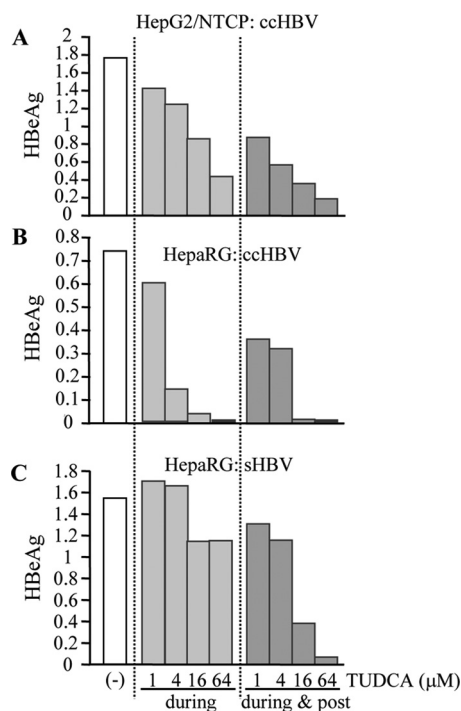 HepG2/NTCP: ccHBV
A
HBeAg
2
1.8
1.6
1.4
1.2
1
0.8
0.6
0.4
0.2
0
B
HepaRG: ccHBV
HBeAg
0.8
0.7
0.6
0.5
0.4
0.3
0.2
0.1
0
HepaRG: sHBV
C
HBeAg
1.8
1.6
1.4
1.2
1
0.8
0.6
0.4
0.2
0
(-) 1 4 16 64 1 4 16 64 TUDCA (μM)
during during & post